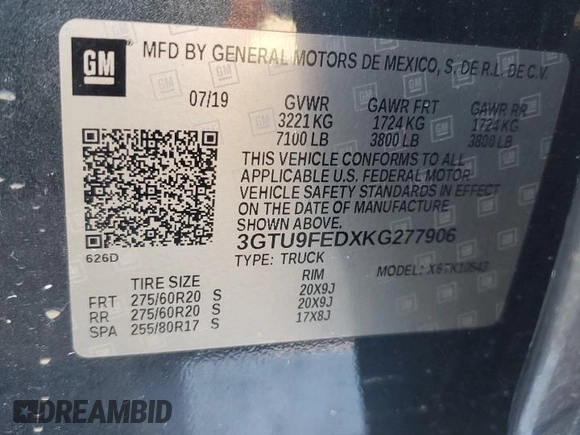 GM
MFD BY GENERAL MOTORS DE MEXICO, S. DE R.L. DE C.V.
07/19 GVWR GAWR FRT GAWR RR
3221 KG 1724 KG 1724 KG
7100 LB 3800 LB 3800 LB
THIS VEHICLE CONFORMS TO ALL
APPLICABLE U.S. FEDERAL MOTOR
VEHICLE SAFETY STANDARDS IN EFFECT
ON THE DATE OF MANUFACTURE
SHOWN ABOVE.
3GTU9FEDXKG277906
626D TYPE: TRUCK MODEL:
TIRE SIZE RIM
FRT 275/60R20 S 20X9J
RR 275/60R20 S 20X9J
SPA 255/80R17 S 17X8J
DREAMBID